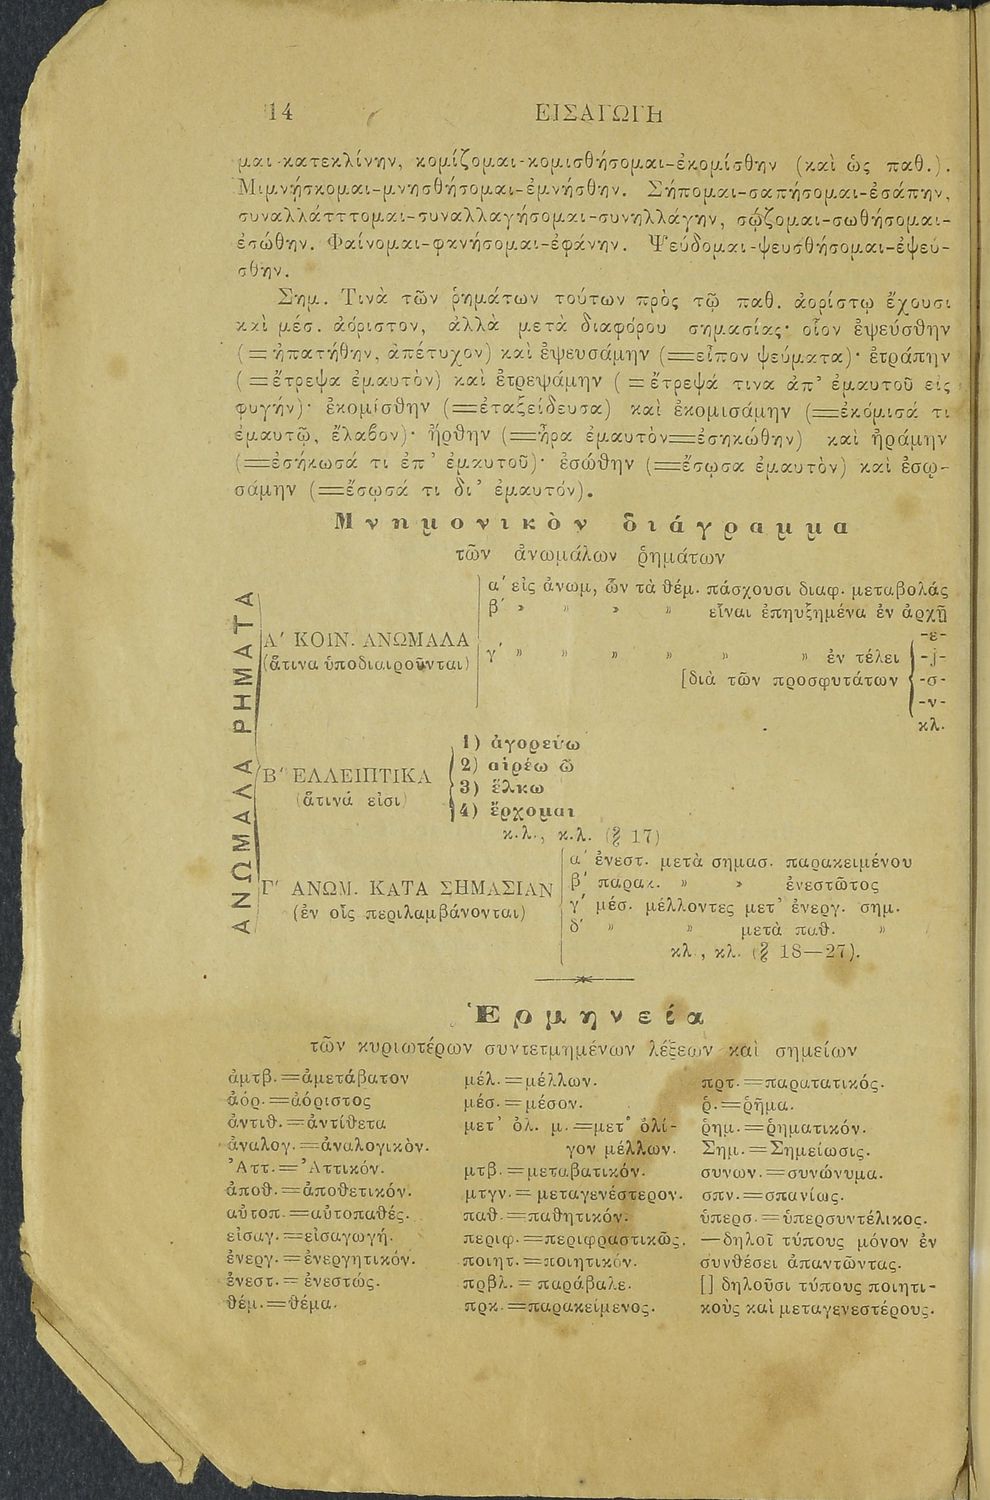 14 ΕΙΣΑΓΩΓΗ
μαι-κατεκλίνην, κομίζομαι-κομισθήσομαι-ἐκομίσθην (καὶ ὡς παθ.).
Μιμνήσκομαι-μνησθήσομαι-ἐμνήσθην. Σήπομαι-σαπήσομαι-ἐσάπην,
συναλλάτττομαι-συναλλαγήσομαι-συνηλλάγην, σῴζομαι-σωθήσομαι-
ἐσώθην. Φαίνομαι-φανήσομαι-ἐφάνην. Ψεύδομαι-ψευσθήσομαι-ἐψεύ-
σθην.
Σημ. Τινὰ τῶν ῥημάτων τούτων πρὸς τῷ παθ. ἀορίστῳ ἔχουσι
καὶ μέσ. ἀόριστον, ἀλλὰ μετὰ διαφόρου σημασίας· οἷον ἐψεύσθην
(=ἠπατήθην, ἀπέτυχον) καὶ ἐψευσάμην (=εἶπον ψεύματα)· ἐτράπην
(=ἔτρεψα ἐμαυτὸν) καὶ ἐτρεψάμην (=ἔτρεψά τινα ἀπ' ἐμαυτοῦ εἰς
φυγήν)· ἐκομίσθην (=ἐταξείδευσα) καὶ ἐκομισάμην (=ἐκόμισά τι
ἐμαυτῷ, ἔλαβον)· ἤρθην (=ἦρα ἐμαυτὸν=ἐσηκώθην) καὶ ἠράμην
(=ἐσήκωσά τι ἐπ' ἐμαυτοῦ)· ἐσώθην (=ἔσωσα ἐμαυτὸν) καὶ ἐσω-
σάμην (=ἔσωσά τι δι' ἐμαυτόν).
Μνημονικὸν διάγραμμα
τῶν ἀνωμάλων ῥημάτων
ΑΝΩΜΑΛΑ ΡΗΜΑΤΑ
Α' ΚΟΙΝ. ΑΝΩΜΑΛΑ
(ἅτινα ὑποδιαιροῦνται)
α' εἰς ἀνωμ, ὧν τὰ θέμ. πάσχουσι διαφ. μεταβολάς
β' » » » » εἶναι ἐπηυξημένα ἐν ἀρχῇ
γ' » » » » » » ἐν τέλει
[διὰ τῶν προσφυτάτων
-ε-
-j-
-σ-
-ν-
κλ.
Β' ΕΛΛΕΙΠΤΙΚΑ
(ἅτινά εἰσι)
1) ἀγορεύω
2) αἱρέω ῶ
3) ἕλκω
4) ἔρχομαι
κ.λ., κ.λ. (§ 17)
Γ' ΑΝΩΜ. ΚΑΤΑ ΣΗΜΑΣΙΑΝ
(ἐν οἷς περιλαμβάνονται)
α' ἐνεστ. μετὰ σημασ. παρακειμένου
β' παρακ. » » ἐνεστῶτος
γ' μέσ. μέλλοντες μετ' ἐνεργ. σημ.
δ' » » μετὰ παθ. »
κλ., κλ. (§ 18—27).
Ἑρμηνεία
τῶν κυριωτέρων συντετμημένων λέξεων καὶ σημείων
ἀμτβ.=ἀμετάβατον
ἀόρ.=ἀόριστος
ἀντιθ.=ἀντίθετα
ἀναλογ.=ἀναλογικὸν.
Ἀττ.=Ἀττικόν.
ἀποθ.=ἀποθετικόν.
αὐτοπ.=αὐτοπαθές.
εἰσαγ.=εἰσαγωγή.
ἐνεργ.=ἐνεργητικόν.
ἐνεστ.=ἐνεστώς.
θέμ.=θέμα.
μέλ.=μέλλων.
μέσ.=μέσον.
μετ' ὀλ. μ.=μετ' ὀλί-
γον μέλλων.
μτβ.=μεταβατικόν.
μτγν.=μεταγενέστερον.
παθ.=παθητικόν.
περιφ.=περιφραστικῶς.
ποιητ.=ποιητικόν.
πρβλ.=παράβαλε.
πρκ.=παρακείμενος.
πρτ.=παρατατικός.
ῥ.=ῥῆμα.
ῥημ.=ῥηματικόν.
Σημ.=Σημείωσις.
συνων.=συνώνυμα.
σπν.=σπανίως.
ὑπερσ.=ὑπερσυντέλικος.
—δηλοῖ τύπους μόνον ἐν
συνθέσει ἀπαντῶντας.
[] δηλοῦσι τύπους ποιητι-
κοὺς καὶ μεταγενεστέρους.